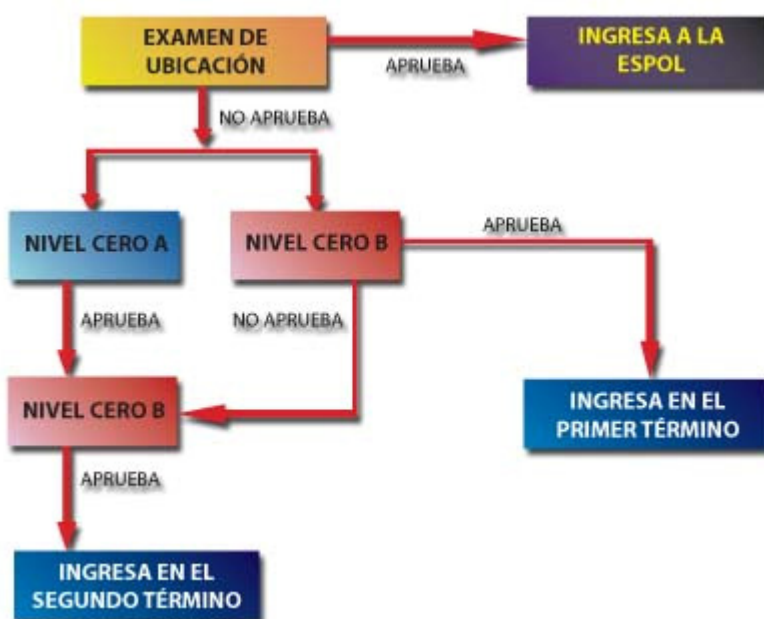 EXAMEN DE
UBICACIÓN
APRUEBA
INGRESA A LA
ESPOL
NO APRUEBA
NIVEL CERO A
NIVEL CERO B
APRUEBA
APRUEBA
NO APRUEBA
NIVEL CERO B
INGRESA EN EL
PRIMER TÉRMINO
APRUEBA
INGRESA EN EL
SEGUNDO TÉRMINO